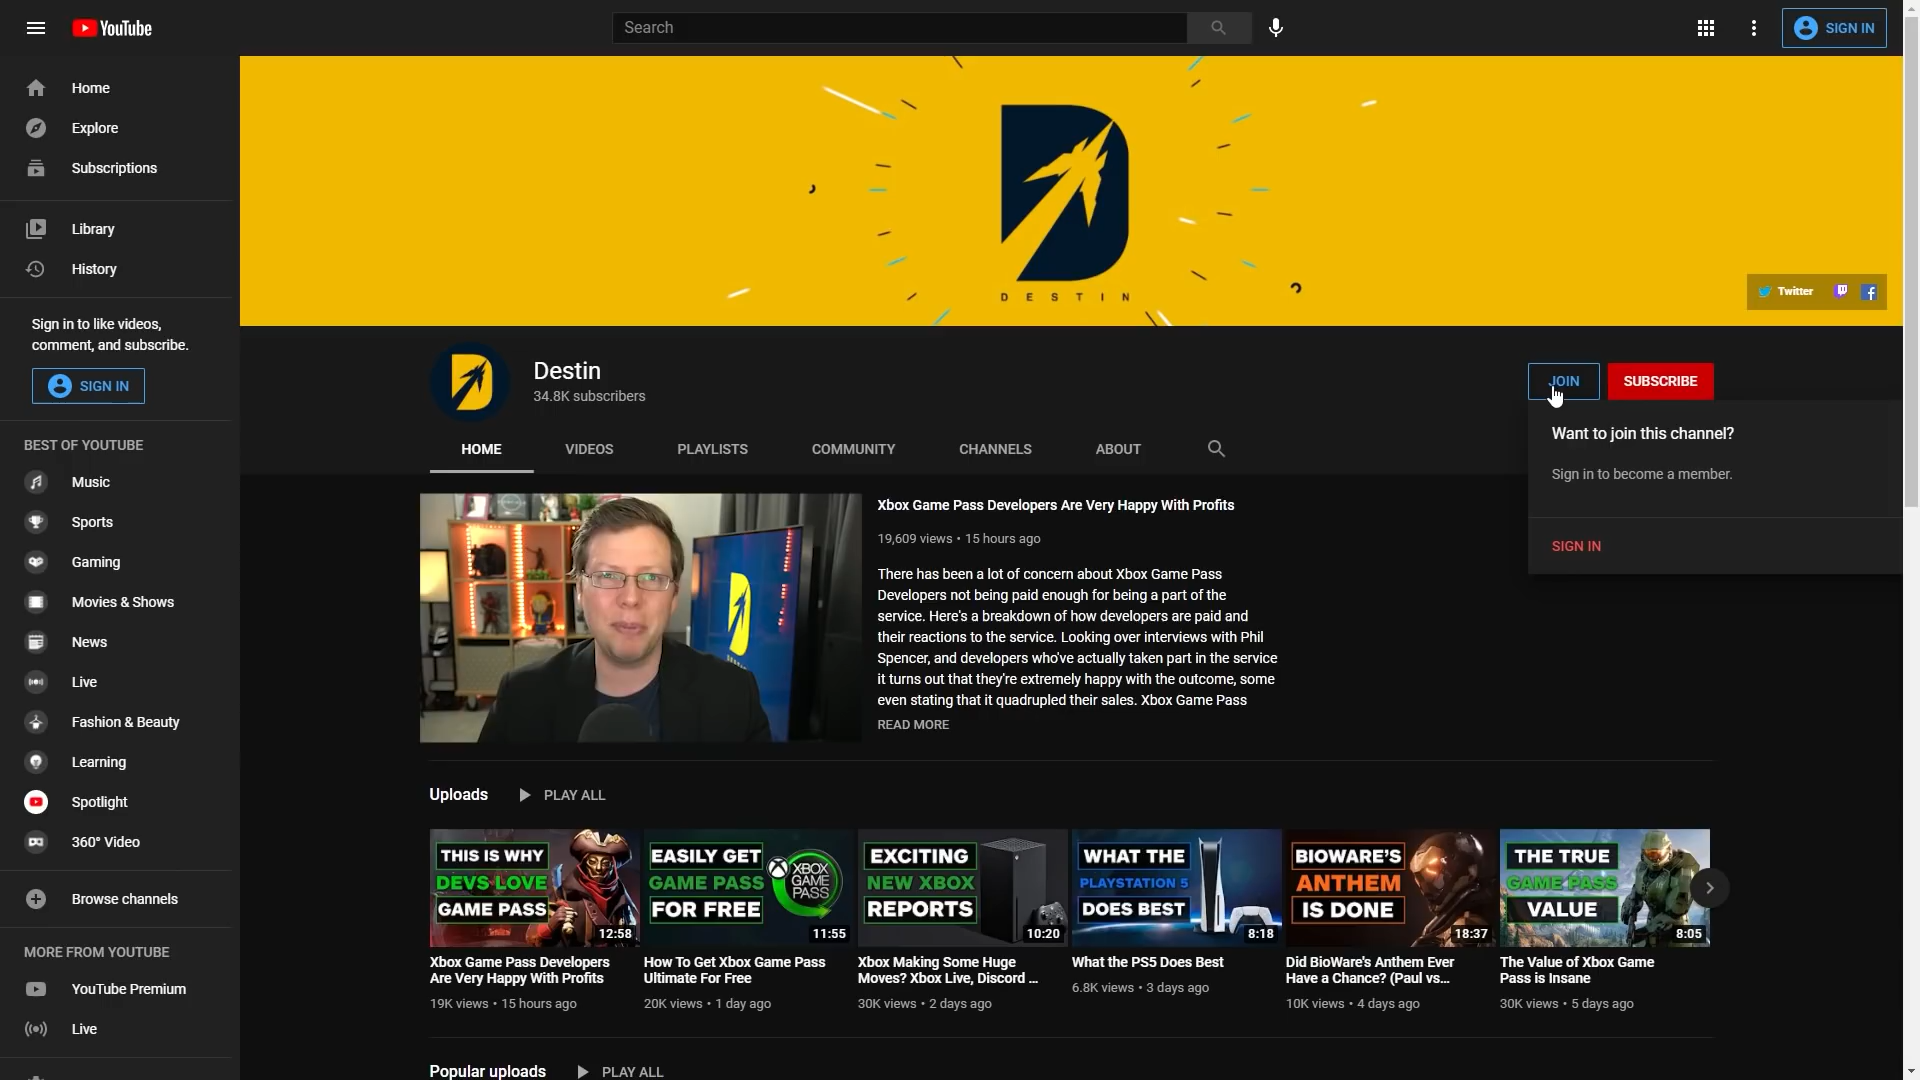 YouTube
Search
SIGN IN
Home
Explore
Subscriptions
Library
History
Sign in to like videos,
comment, and subscribe.
SIGN IN
BEST OF YOUTUBE
Music
Sports
Gaming
Movies & Shows
News
Live
Fashion & Beauty
Learning
Spotlight
360° Video
Browse channels
MORE FROM YOUTUBE
YouTube Premium
Live
DESTIN
Twitter
Destin
34.8K subscribers
JOIN
SUBSCRIBE
Want to join this channel?
Sign in to become a member.
SIGN IN
HOME
VIDEOS
PLAYLISTS
COMMUNITY
CHANNELS
ABOUT
Xbox Game Pass Developers Are Very Happy With Profits
19,609 views • 15 hours ago
There has been a lot of concern about Xbox Game Pass
Developers not being paid enough for being a part of the
service. Here's a breakdown of how developers are paid and
their reactions to the service. Looking over interviews with Phil
Spencer, and developers who've actually taken part in the service
it turns out that they're extremely happy with the outcome, some
even stating that it quadrupled their sales. Xbox Game Pass
READ MORE
Uploads
PLAY ALL
THIS IS WHY
DEVS LOVE
GAME PASS
12:58
Xbox Game Pass Developers
Are Very Happy With Profits
19K views • 15 hours ago
EASILY GET
GAME PASS
FOR FREE
XBOX
GAME
PASS
11:55
How To Get Xbox Game Pass
Ultimate For Free
20K views • 1 day ago
EXCITING
NEW XBOX
REPORTS
10:20
Xbox Making Some Huge
Moves? Xbox Live, Discord ...
30K views • 2 days ago
WHAT THE
PLAYSTATION 5
DOES BEST
8:18
What the PS5 Does Best
6.8K views • 3 days ago
BIOWARE'S
ANTHEM
IS DONE
18:37
Did BioWare's Anthem Ever
Have a Chance? (Paul vs...
10K views • 4 days ago
THE TRUE
GAME PASS
VALUE
8:05
The Value of Xbox Game
Pass is Insane
30K views • 5 days ago
Popular uploads
PLAY ALL